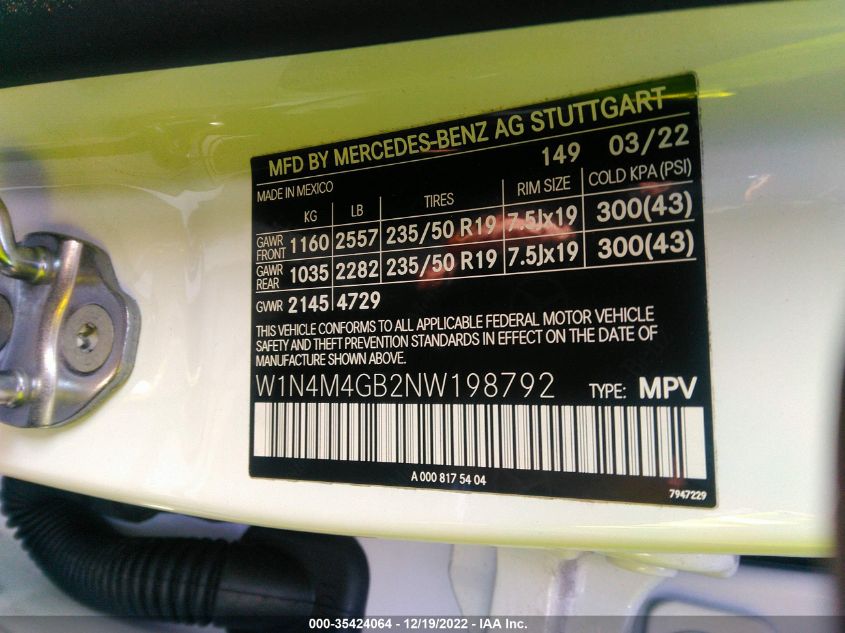 MFD BY MERCEDES-BENZ AG STUTTGART
149 03/22
MADE IN MEXICO
KG LB TIRES RIM SIZE COLD KPA (PSI)
GAWR FRONT 1160 2557 235/50 R19 7.5Jx19 300(43)
GAWR REAR 1035 2282 235/50 R19 7.5Jx19 300(43)
GVWR 2145 4729
THIS VEHICLE CONFORMS TO ALL APPLICABLE FEDERAL MOTOR VEHICLE
SAFETY AND THEFT PREVENTION STANDARDS IN EFFECT ON THE DATE OF
MANUFACTURE SHOWN ABOVE.
W1N4M4GB2NW198792 TYPE: MPV
A 000 817 54 04
7947229
000-35424064 - 12/19/2022 - IAA Inc.